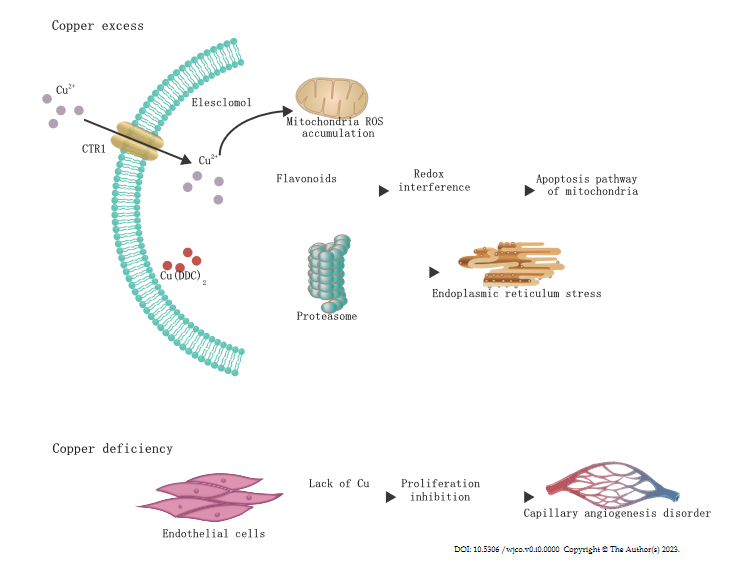 Copper excess
Cu2+
Elesclomol
Mitochondria ROS
accumulation
CTR1
Cu2+
Flavonoids
Redox
interference
Apoptosis pathway
of mitochondria
Cu(DDC)2
Endoplasmic reticulum stress
Proteasome
Copper deficiency
Lack of Cu
Proliferation
inhibition
Capillary angiogenesis disorder
Endothelial cells
DOI: 10.5306 /wjco.v0.i0.0000 Copyright © The Author(s) 2023.